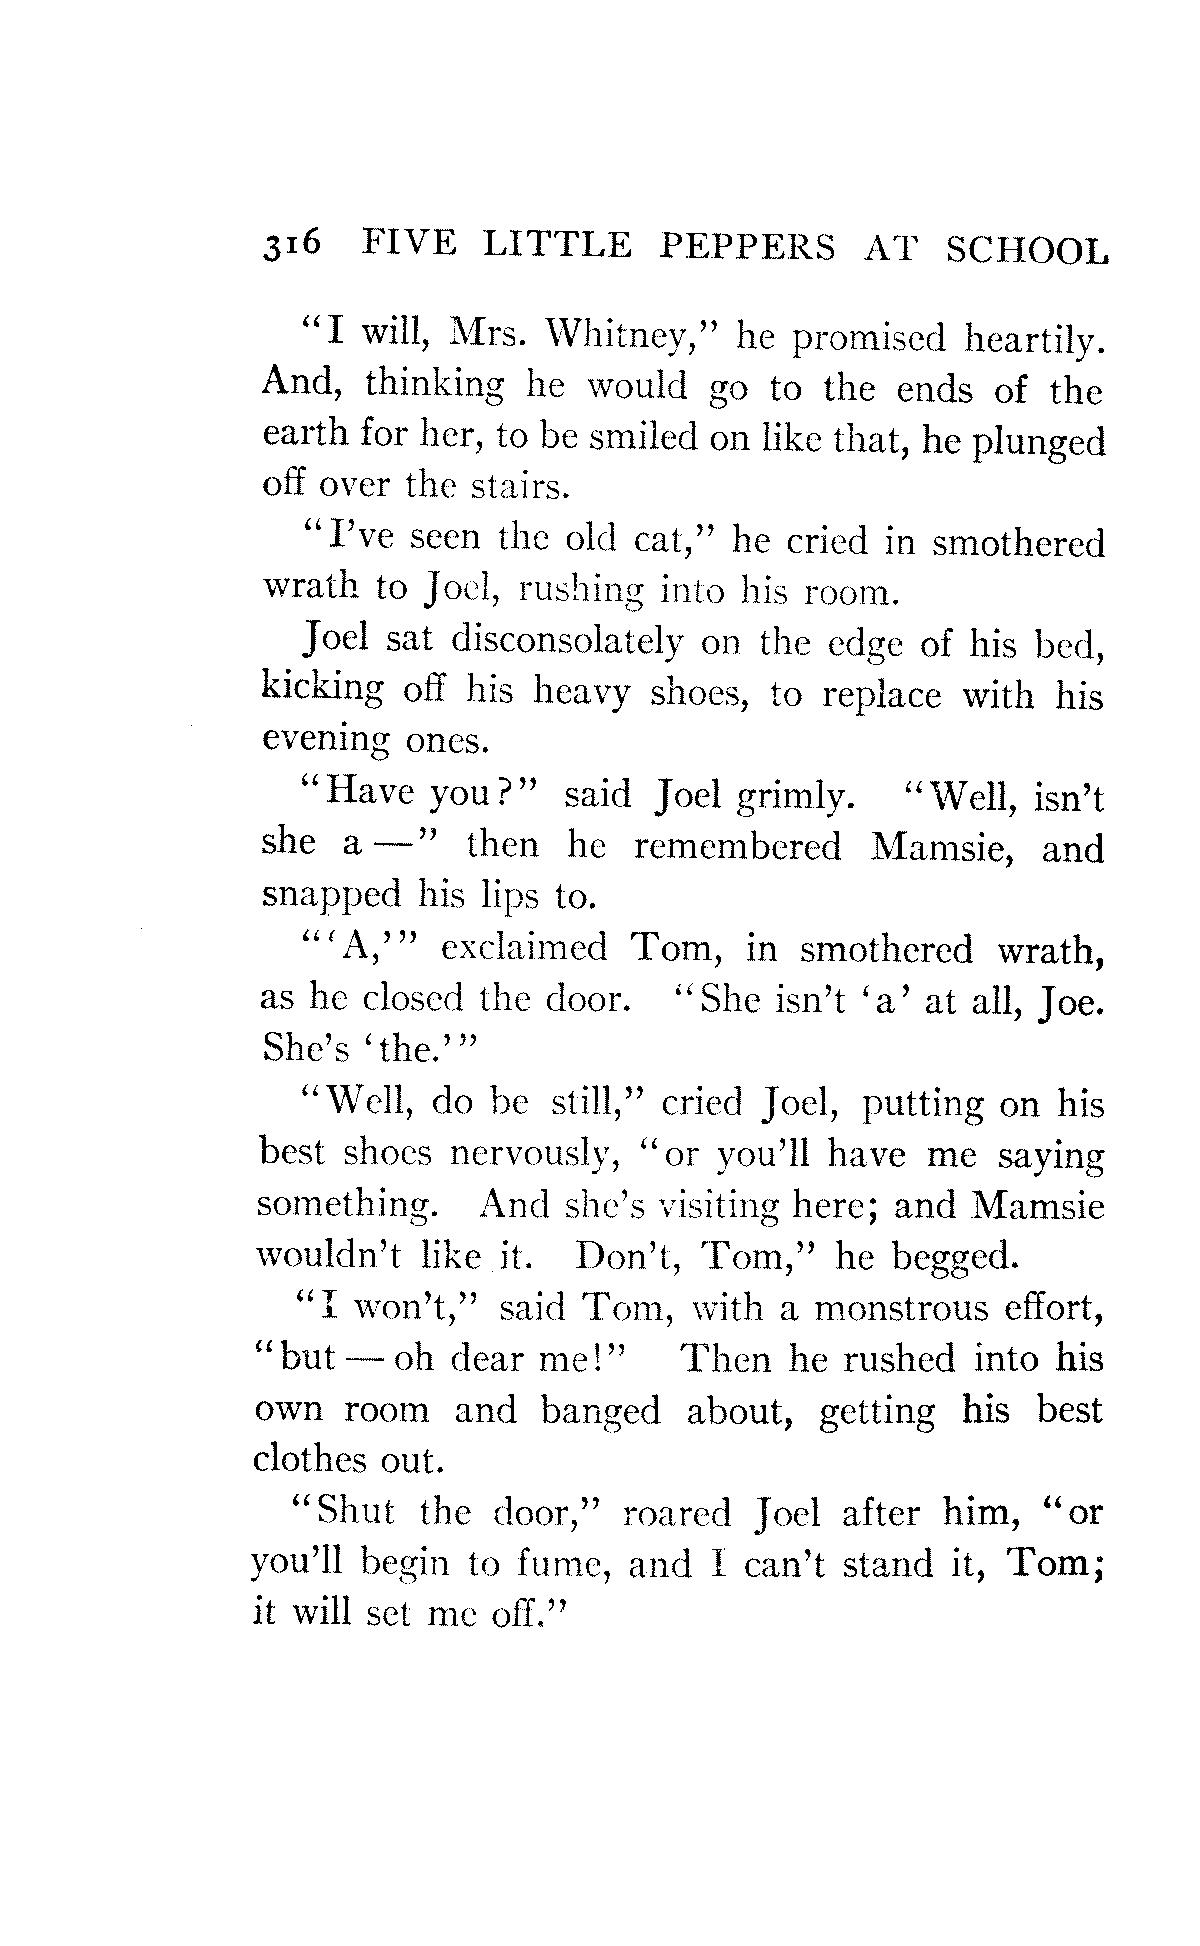 316 FIVE LITTLE PEPPERS AT SCHOOL
"I will, Mrs. Whitney," he promised heartily.
And, thinking he would go to the ends of the
earth for her, to be smiled on like that, he plunged
off over the stairs.
"I've seen the old cat," he cried in smothered
wrath to Joel, rushing into his room.
Joel sat disconsolately on the edge of his bed,
kicking off his heavy shoes, to replace with his
evening ones.
"Have you?" said Joel grimly. "Well, isn't
she a—" then he remembered Mamsie, and
snapped his lips to.
"'A,'" exclaimed Tom, in smothered wrath,
as he closed the door. "She isn't 'a' at all, Joe.
She's 'the.'"
"Well, do be still," cried Joel, putting on his
best shoes nervously, "or you'll have me saying
something. And she's visiting here; and Mamsie
wouldn't like it. Don't, Tom," he begged.
"I won't," said Tom, with a monstrous effort,
"but—oh dear me!" Then he rushed into his
own room and banged about, getting his best
clothes out.
"Shut the door," roared Joel after him, "or
you'll begin to fume, and I can't stand it, Tom;
it will set me off."